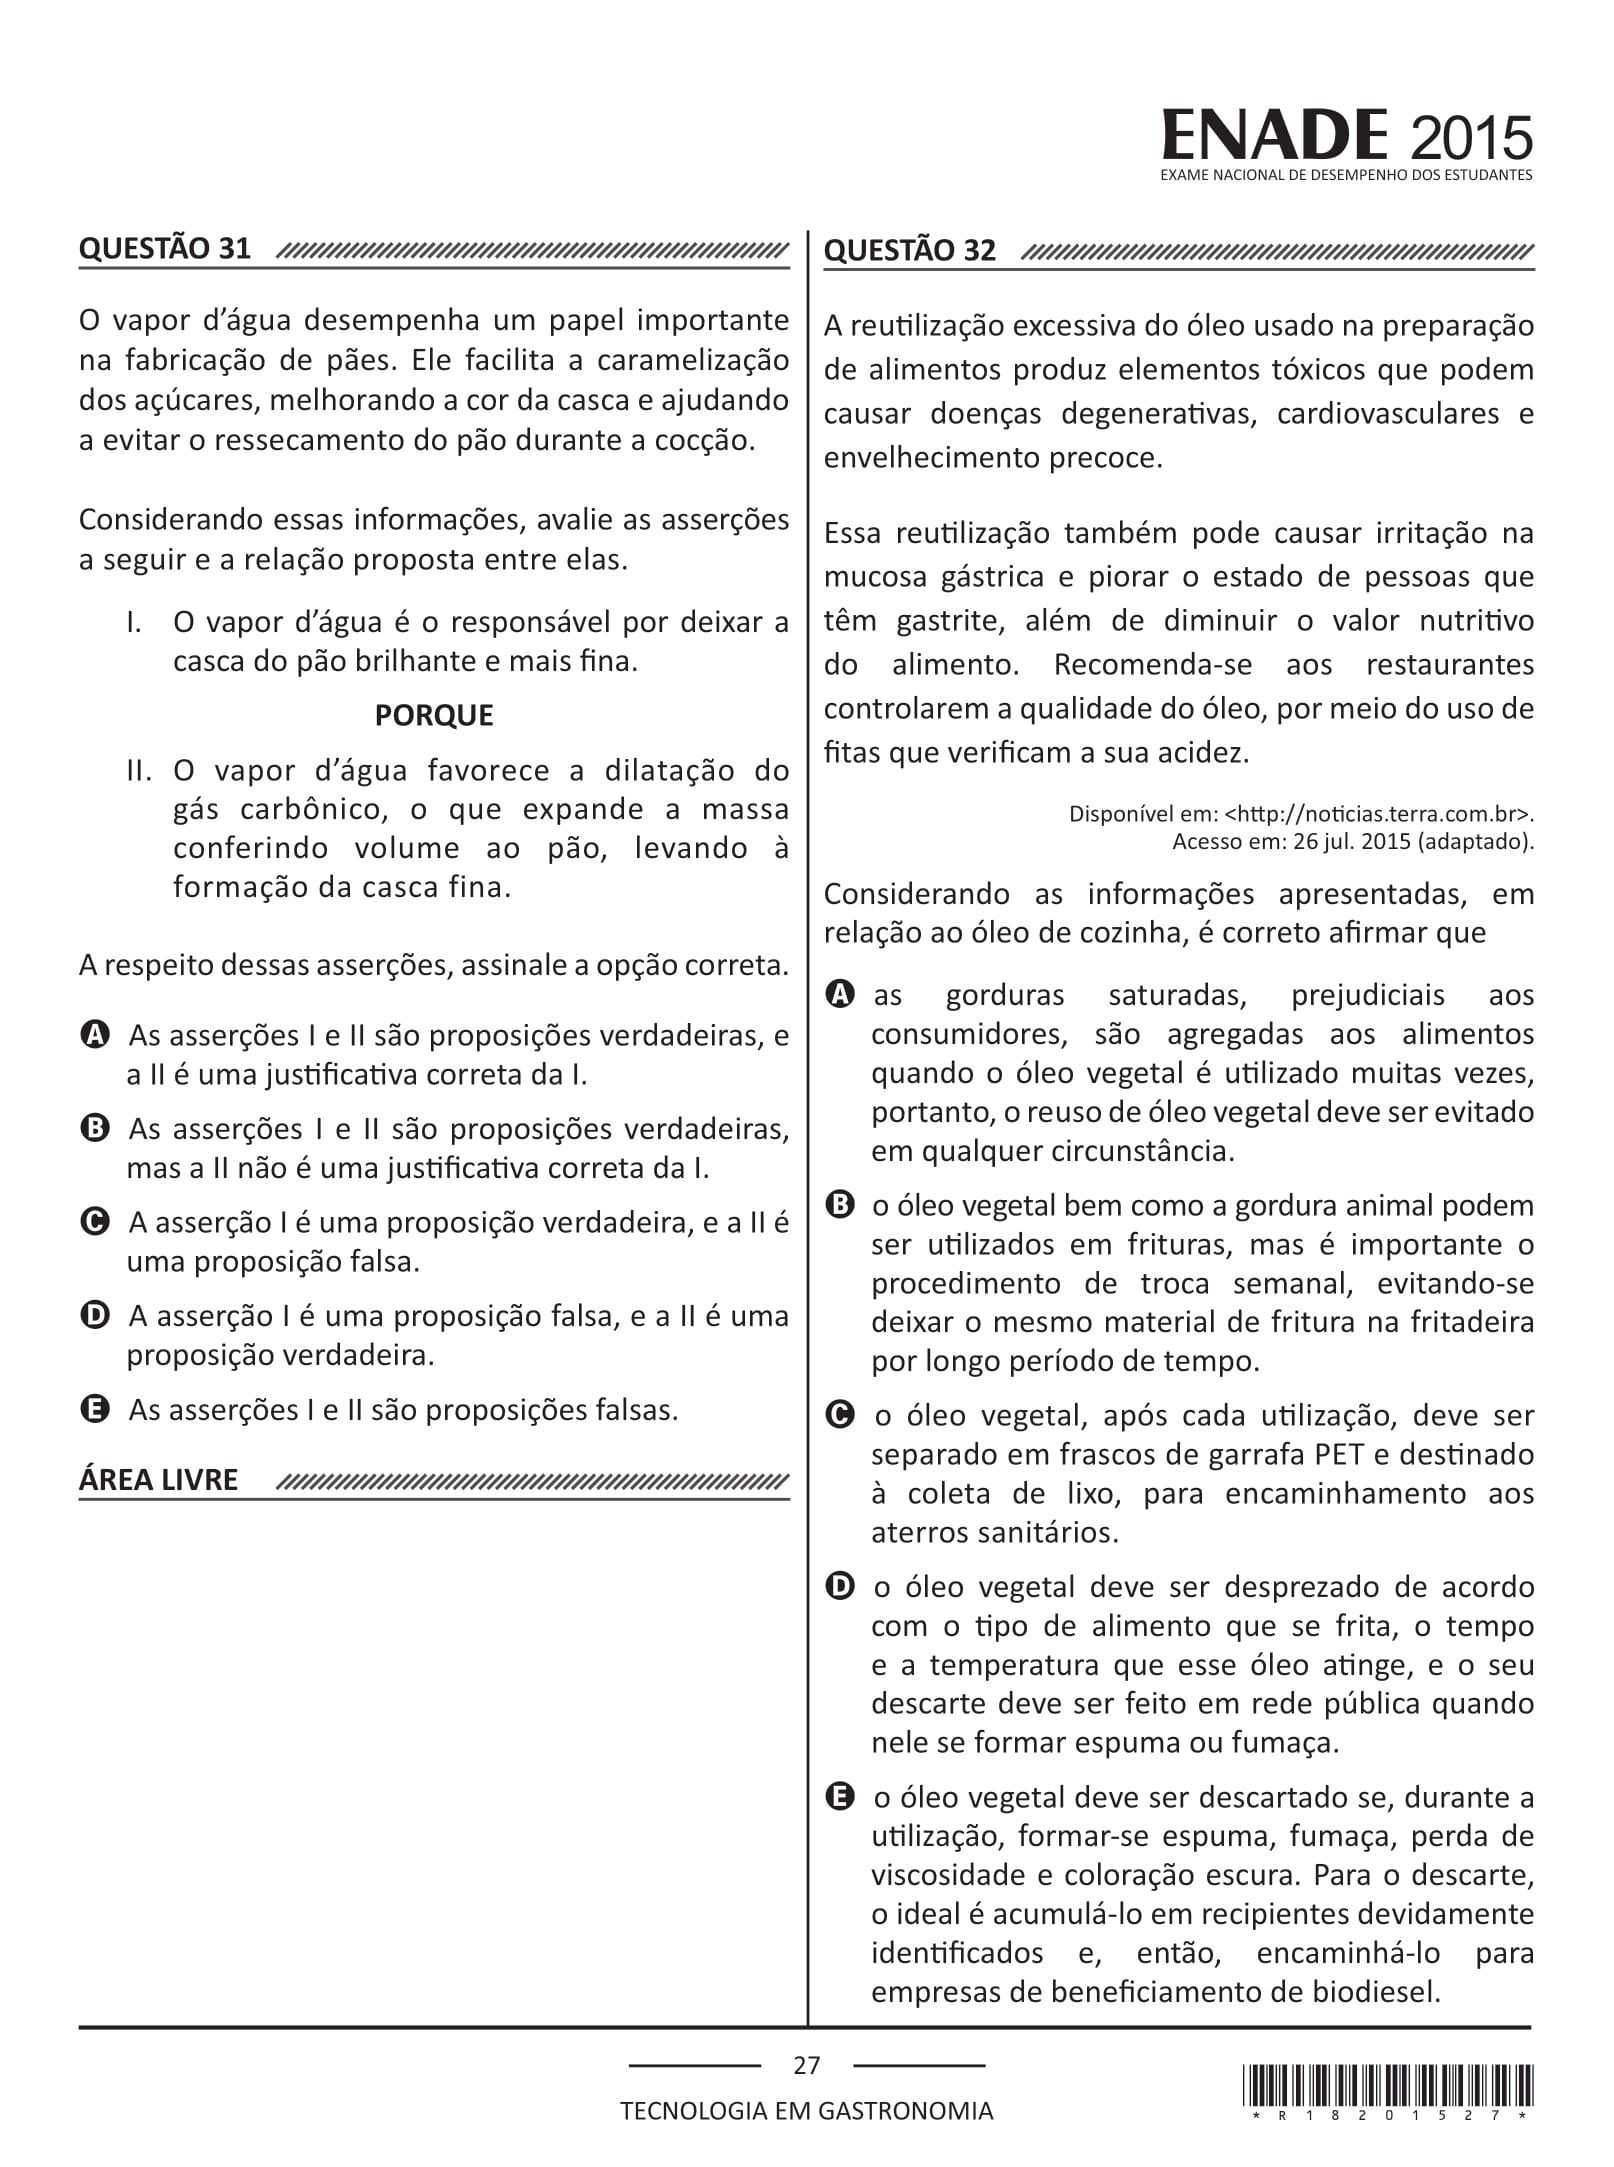 ENADE 2015
EXAME NACIONAL DE DESEMPENHO DOS ESTUDANTES
QUESTÃO 31
O vapor d’água desempenha um papel importante
na fabricação de pães. Ele facilita a caramelização
dos açúcares, melhorando a cor da casca e ajudando
a evitar o ressecamento do pão durante a cocção.
Considerando essas informações, avalie as asserções
a seguir e a relação proposta entre elas.
I. O vapor d’água é o responsável por deixar a
casca do pão brilhante e mais fina.
PORQUE
II. O vapor d’água favorece a dilatação do
gás carbônico, o que expande a massa
conferindo volume ao pão, levando à
formação da casca fina.
A respeito dessas asserções, assinale a opção correta.
A As asserções I e II são proposições verdadeiras, e
a II é uma justificativa correta da I.
B As asserções I e II são proposições verdadeiras,
mas a II não é uma justificativa correta da I.
C A asserção I é uma proposição verdadeira, e a II é
uma proposição falsa.
D A asserção I é uma proposição falsa, e a II é uma
proposição verdadeira.
E As asserções I e II são proposições falsas.
ÁREA LIVRE
QUESTÃO 32
A reutilização excessiva do óleo usado na preparação
de alimentos produz elementos tóxicos que podem
causar doenças degenerativas, cardiovasculares e
envelhecimento precoce.
Essa reutilização também pode causar irritação na
mucosa gástrica e piorar o estado de pessoas que
têm gastrite, além de diminuir o valor nutritivo
do alimento. Recomenda-se aos restaurantes
controlarem a qualidade do óleo, por meio do uso de
fitas que verificam a sua acidez.
Disponível em: <http://noticias.terra.com.br>.
Acesso em: 26 jul. 2015 (adaptado).
Considerando as informações apresentadas, em
relação ao óleo de cozinha, é correto afirmar que
A as gorduras saturadas, prejudiciais aos
consumidores, são agregadas aos alimentos
quando o óleo vegetal é utilizado muitas vezes,
portanto, o reuso de óleo vegetal deve ser evitado
em qualquer circunstância.
B o óleo vegetal bem como a gordura animal podem
ser utilizados em frituras, mas é importante o
procedimento de troca semanal, evitando-se
deixar o mesmo material de fritura na fritadeira
por longo período de tempo.
C o óleo vegetal, após cada utilização, deve ser
separado em frascos de garrafa PET e destinado
à coleta de lixo, para encaminhamento aos
aterros sanitários.
D o óleo vegetal deve ser desprezado de acordo
com o tipo de alimento que se frita, o tempo
e a temperatura que esse óleo atinge, e o seu
descarte deve ser feito em rede pública quando
nele se formar espuma ou fumaça.
E o óleo vegetal deve ser descartado se, durante a
utilização, formar-se espuma, fumaça, perda de
viscosidade e coloração escura. Para o descarte,
o ideal é acumulá-lo em recipientes devidamente
identificados e, então, encaminhá-lo para
empresas de beneficiamento de biodiesel.
27
TECNOLOGIA EM GASTRONOMIA
* R 1 8 2 0 1 5 2 7 *